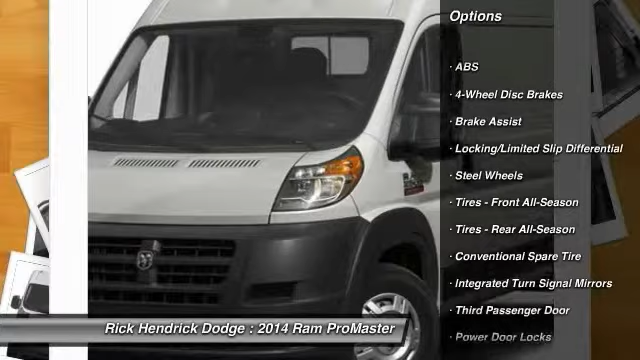 Options
· ABS
· 4-Wheel Disc Brakes
· Brake Assist
· Locking/Limited Slip Differential
· Steel Wheels
· Tires - Front All-Season
· Tires - Rear All-Season
· Conventional Spare Tire
· Integrated Turn Signal Mirrors
· Third Passenger Door
· Power Door Locks
Rick Hendrick Dodge : 2014 Ram ProMaster